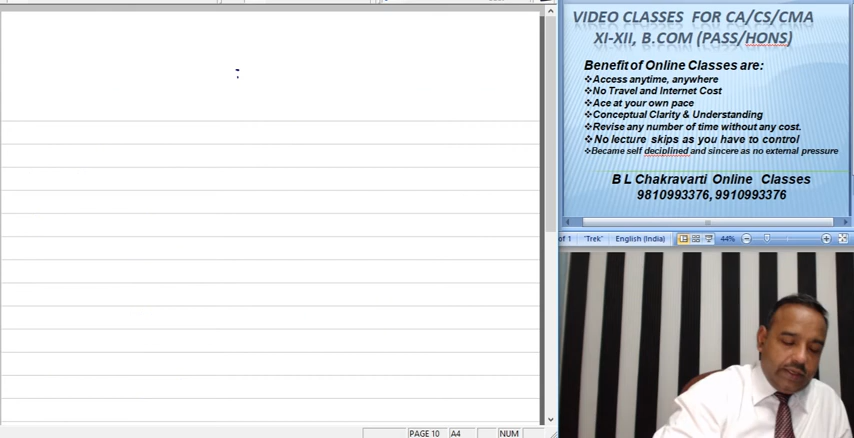 VIDEO CLASSES FOR CA/CS/CMA
XI-XII, B.COM (PASS/HONS)
Benefit of Online Classes are:
❖Access anytime, anywhere
❖No Travel and Internet Cost
❖Ace at your own pace
❖Conceptual Clarity & Understanding
❖Revise any number of time without any cost.
❖No lecture skips as you have to control
❖Became self deciplined and sincere as no external pressure
B L Chakravarti Online Classes
9810993376, 9910993376
of 1 'Trek' English (India) 44%
PAGE 10 A4 NUM